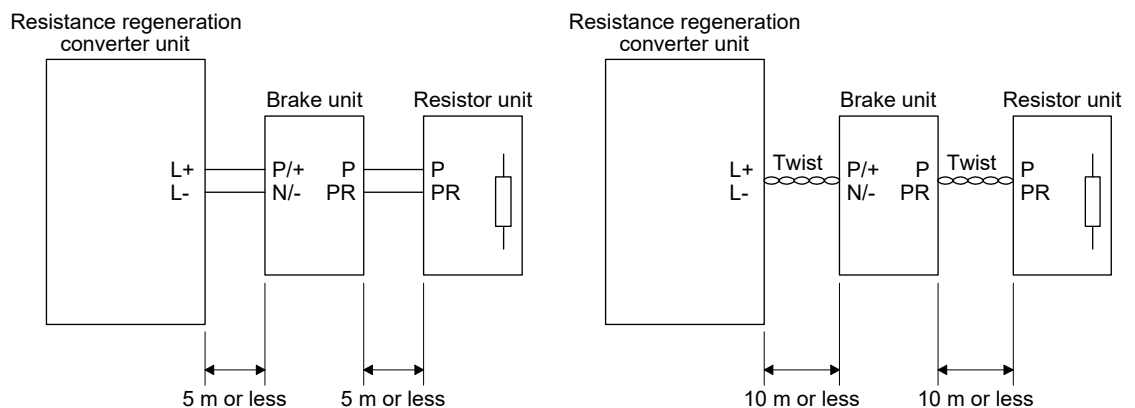 Resistance regeneration
converter unit
Brake unit
Resistor unit
L+
P/+
P
P
L-
N/-
PR
PR
5 m or less
5 m or less
Resistance regeneration
converter unit
Brake unit
Resistor unit
L+
Twist
P/+
P
Twist
P
L-
N/-
PR
PR
10 m or less
10 m or less